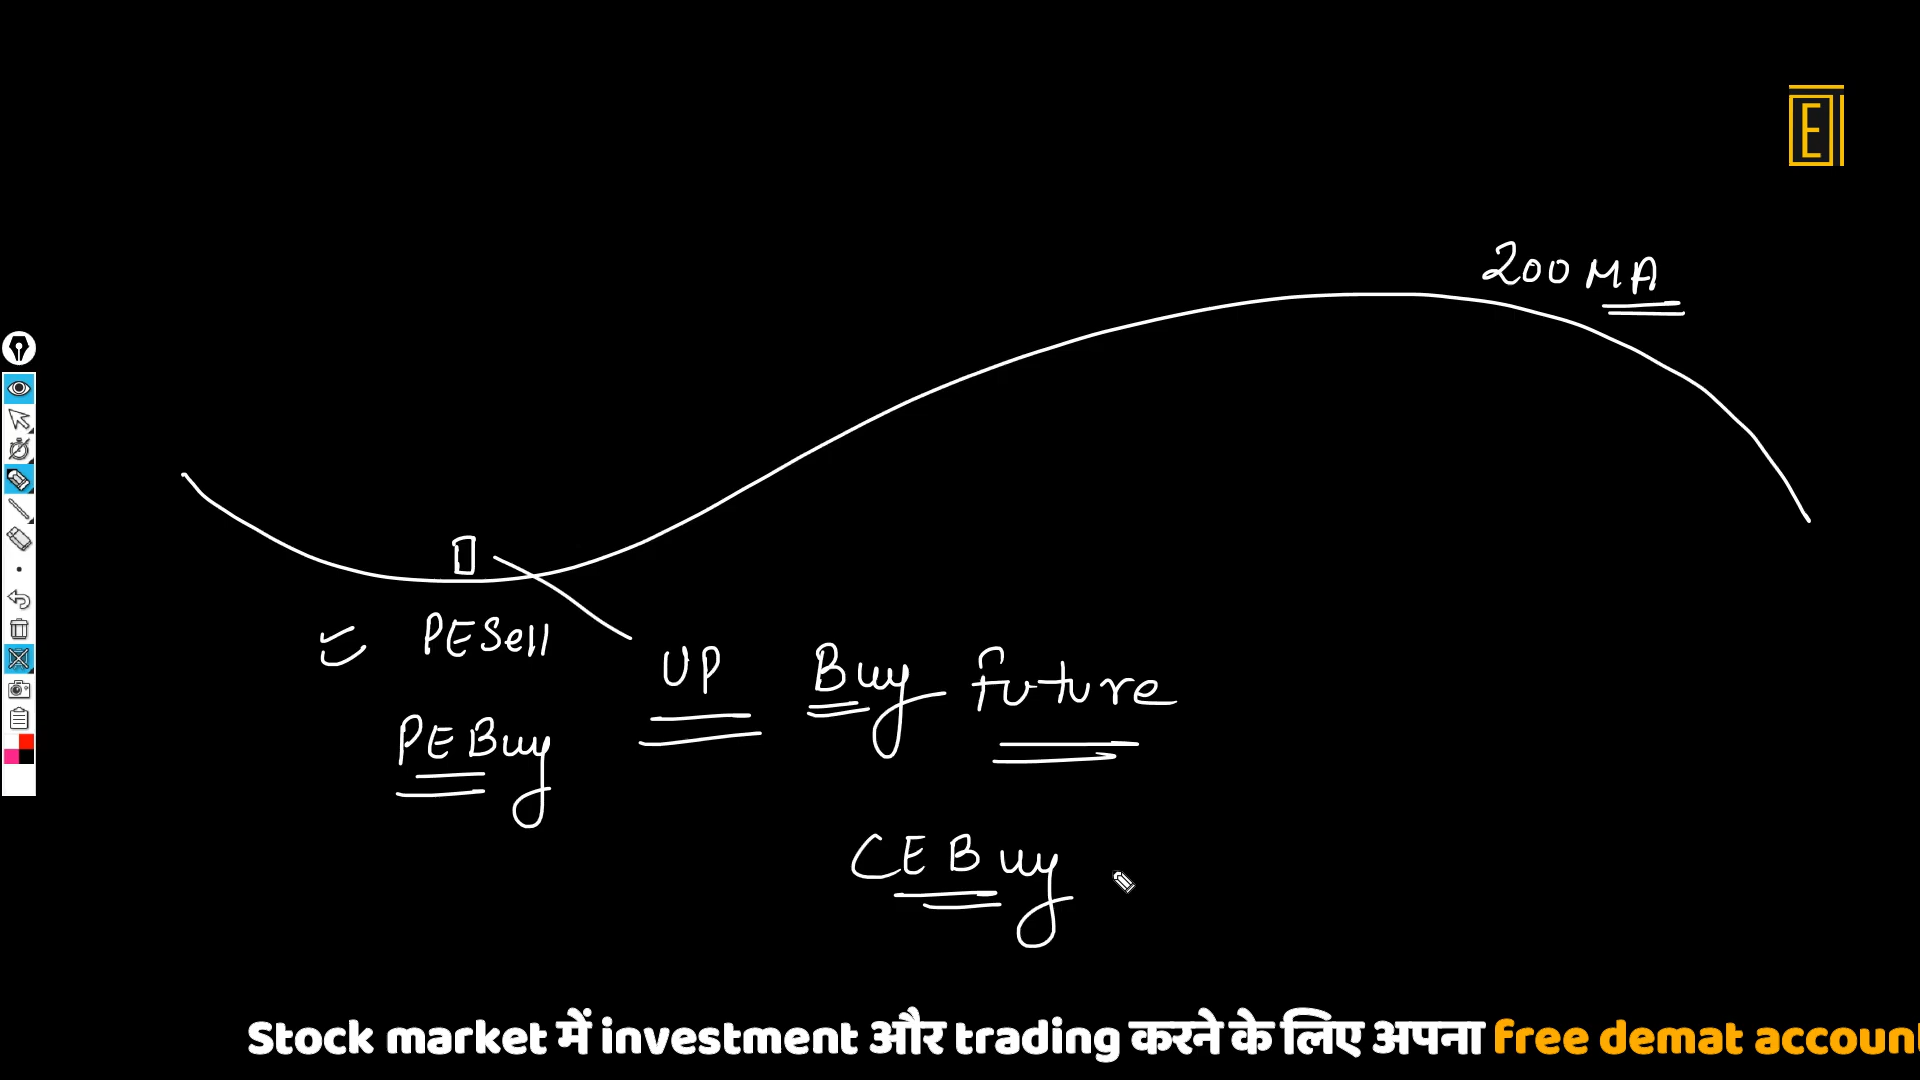 E
200 MA
PE Sell
UP Buy future
PE Buy
CE Buy
Stock market में investment और trading करने के लिए अपना free demat account